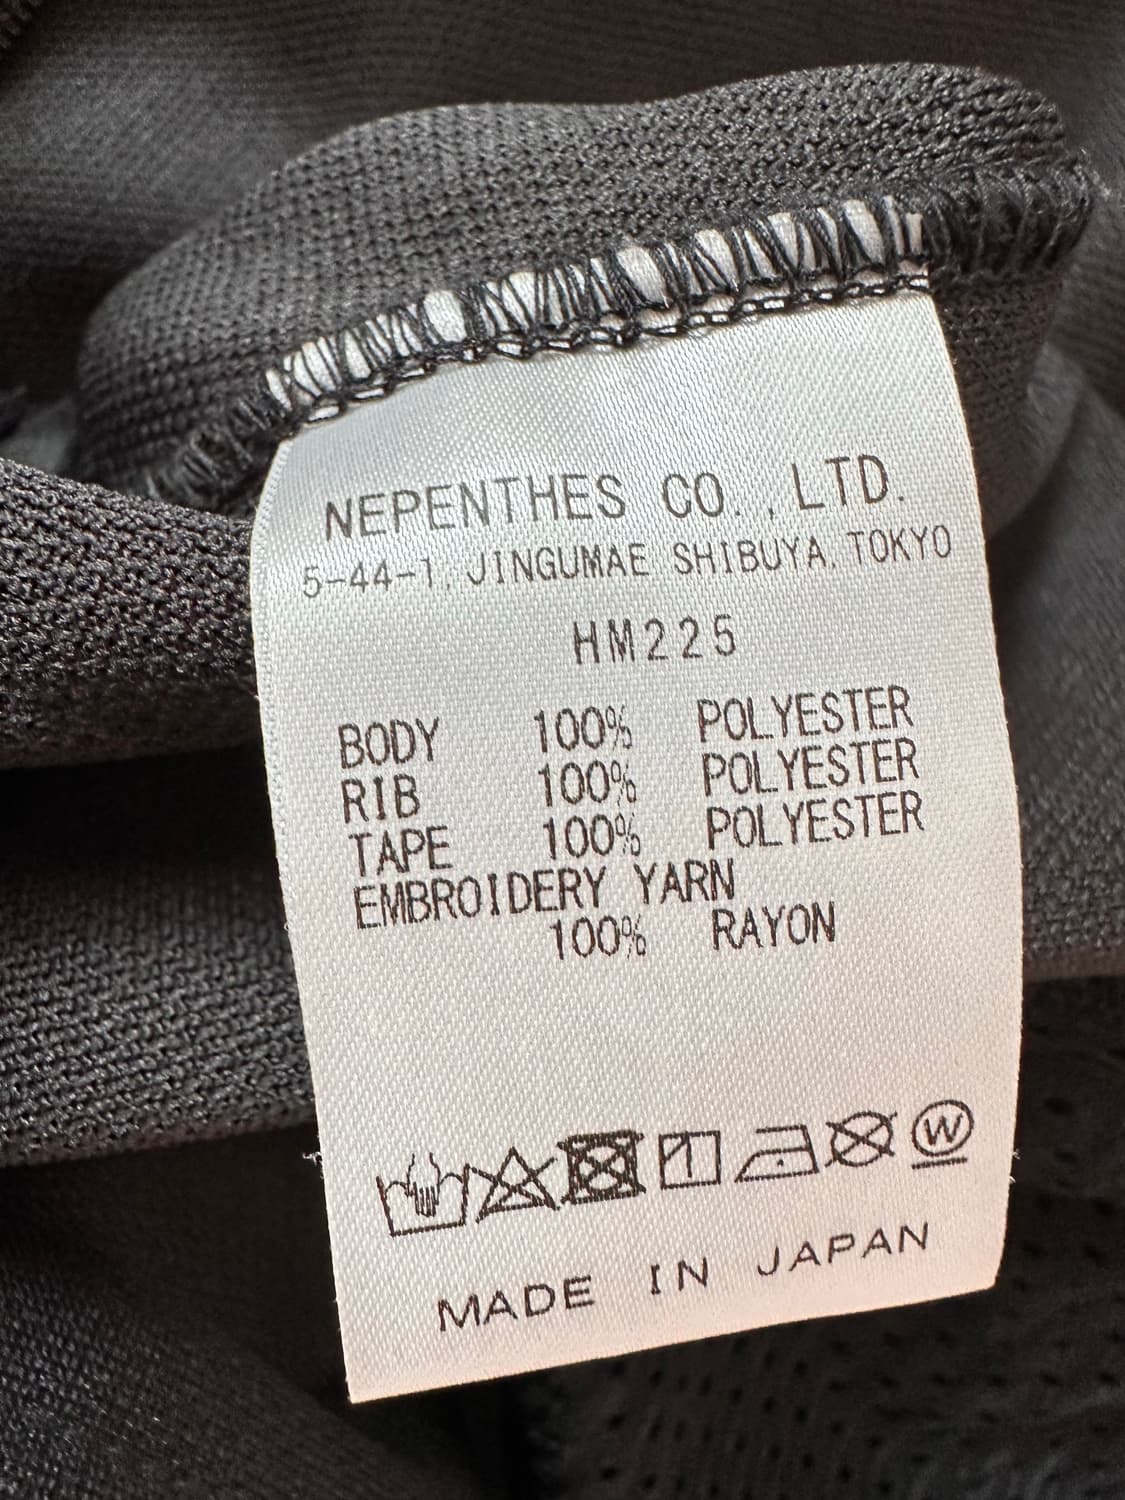 NEPENTHES CO., LTD.
5-44-1, JINGUMAE SHIBUYA, TOKYO
HM225
BODY 100% POLYESTER
RIB 100% POLYESTER
TAPE 100% POLYESTER
EMBROIDERY YARN
100% RAYON
W
MADE IN JAPAN